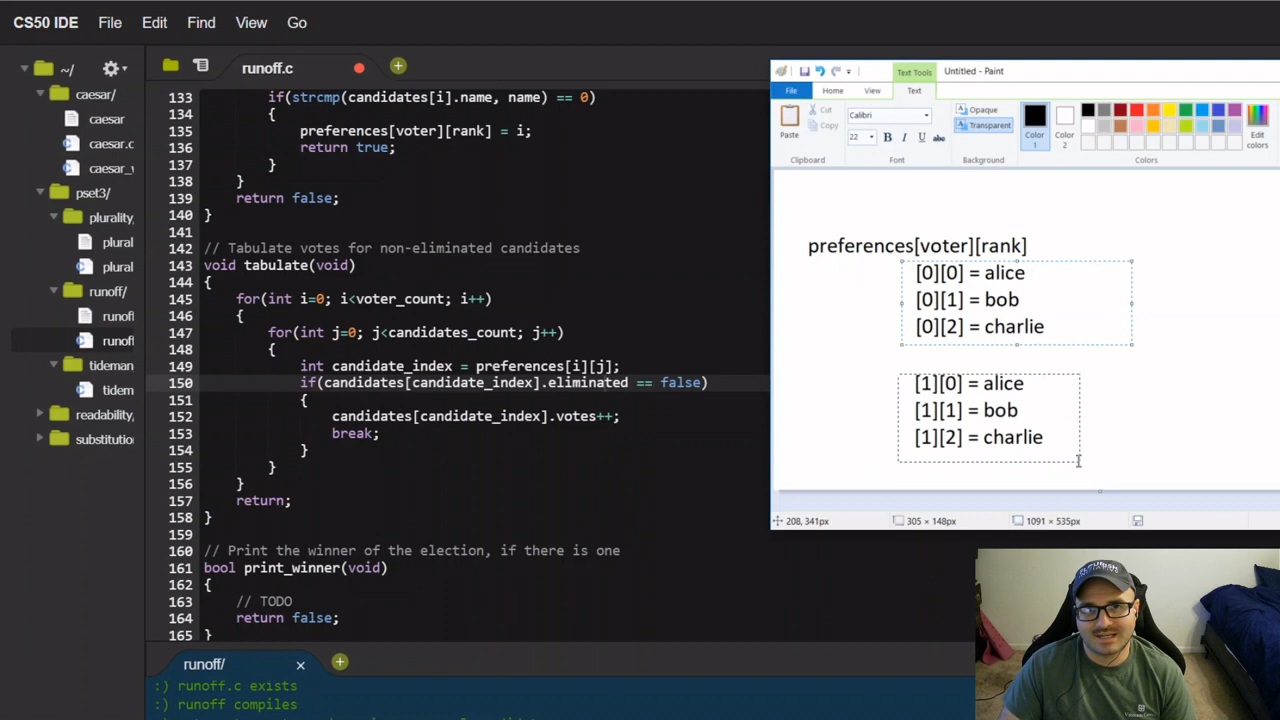 CS50 IDE File Edit Find View Go
~/
caesar/
caesar
caesar.c
caesar_v
pset3/
plurality,
plural
plural
runoff/
runoff
runoff
tideman
tidem
readability,
substitutio
runoff.c
133 if(strcmp(candidates[i].name, name) == 0)
134 {
135 preferences[voter][rank] = i;
136 return true;
137 }
138 }
139 return false;
140 }
141
142 // Tabulate votes for non-eliminated candidates
143 void tabulate(void)
144 {
145 for(int i=0; i<voter_count; i++)
146 {
147 for(int j=0; j<candidates_count; j++)
148 {
149 int candidate_index = preferences[i][j];
150 if(candidates[candidate_index].eliminated == false)
151 {
152 candidates[candidate_index].votes++;
153 break;
154 }
155 }
156 }
157 return;
158 }
159
160 // Print the winner of the election, if there is one
161 bool print_winner(void)
162 {
163 // TODO
164 return false;
165 }
runoff/
:) runoff.c exists
:) runoff compiles
Text Tools Untitled - Paint
File Home View Text
Paste Cut Copy
Clipboard
Calibri
22 B I U abc
Font
Opaque
Transparent
Background
Color 1
Color 2
Edit colors
Colors
preferences[voter][rank]
[0][0] = alice
[0][1] = bob
[0][2] = charlie
[1][0] = alice
[1][1] = bob
[1][2] = charlie
208, 341px 305 × 148px 1091 × 535px